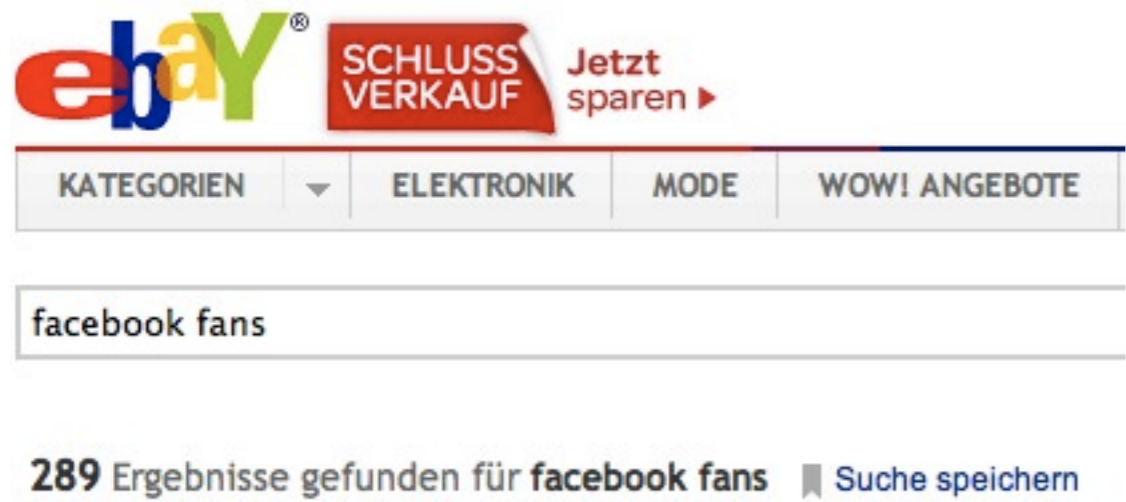 ebaY®
SCHLUSS
VERKAUF
Jetzt
sparen
KATEGORIEN ELEKTRONIK MODE WOW! ANGEBOTE
facebook fans
289 Ergebnisse gefunden für facebook fans Suche speichern